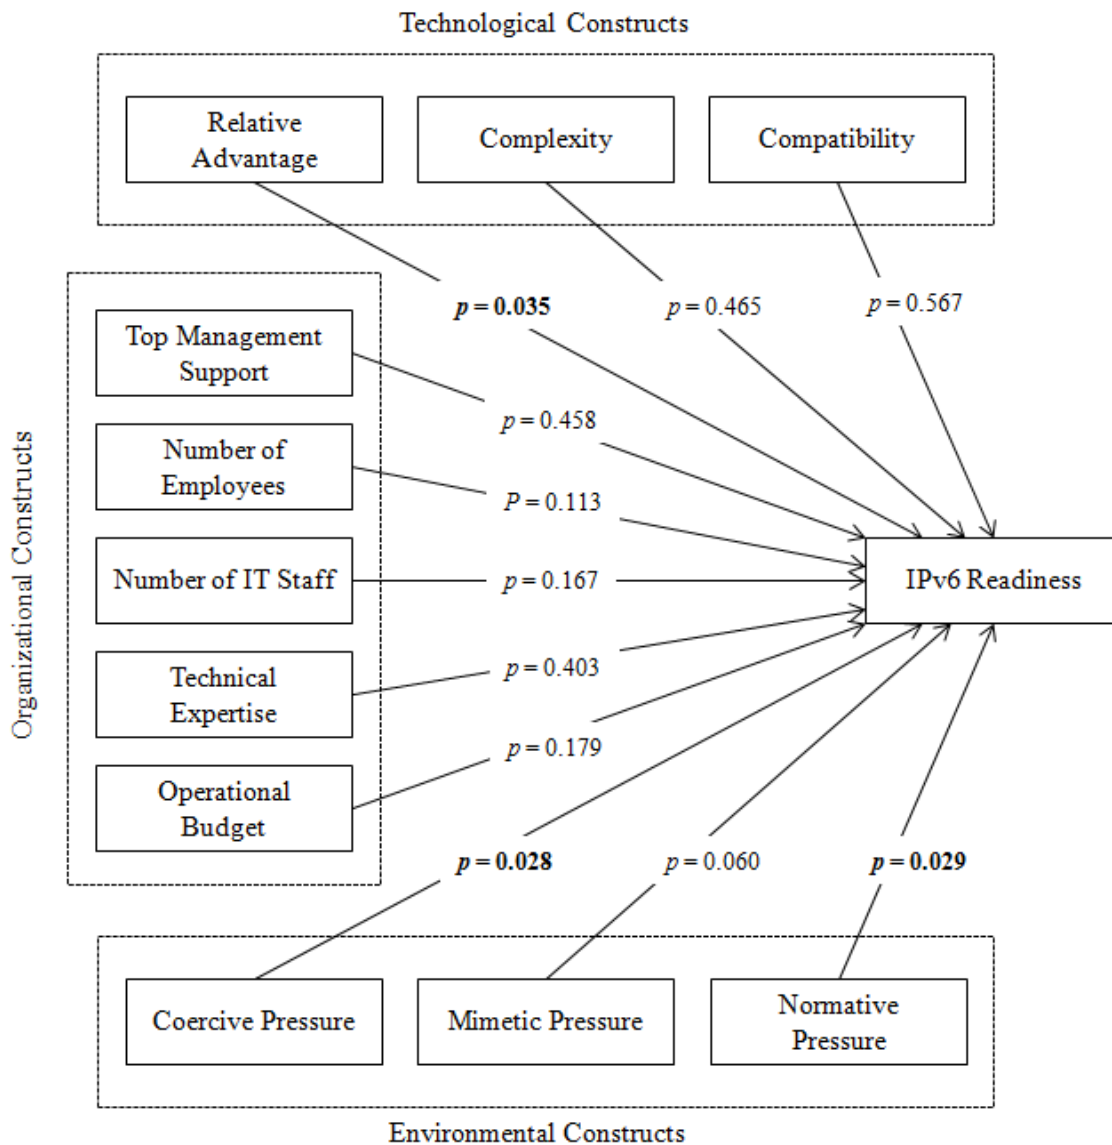 Technological Constructs
Relative
Advantage
Complexity
Compatibility
p = 0.035
p = 0.465
p = 0.567
Organizational Constructs
Top Management
Support
p = 0.458
Number of
Employees
P = 0.113
Number of IT Staff
p = 0.167
IPv6 Readiness
Technical
Expertise
p = 0.403
p = 0.179
Operational
Budget
p = 0.028
p = 0.060
p = 0.029
Coercive Pressure
Mimetic Pressure
Normative
Pressure
Environmental Constructs